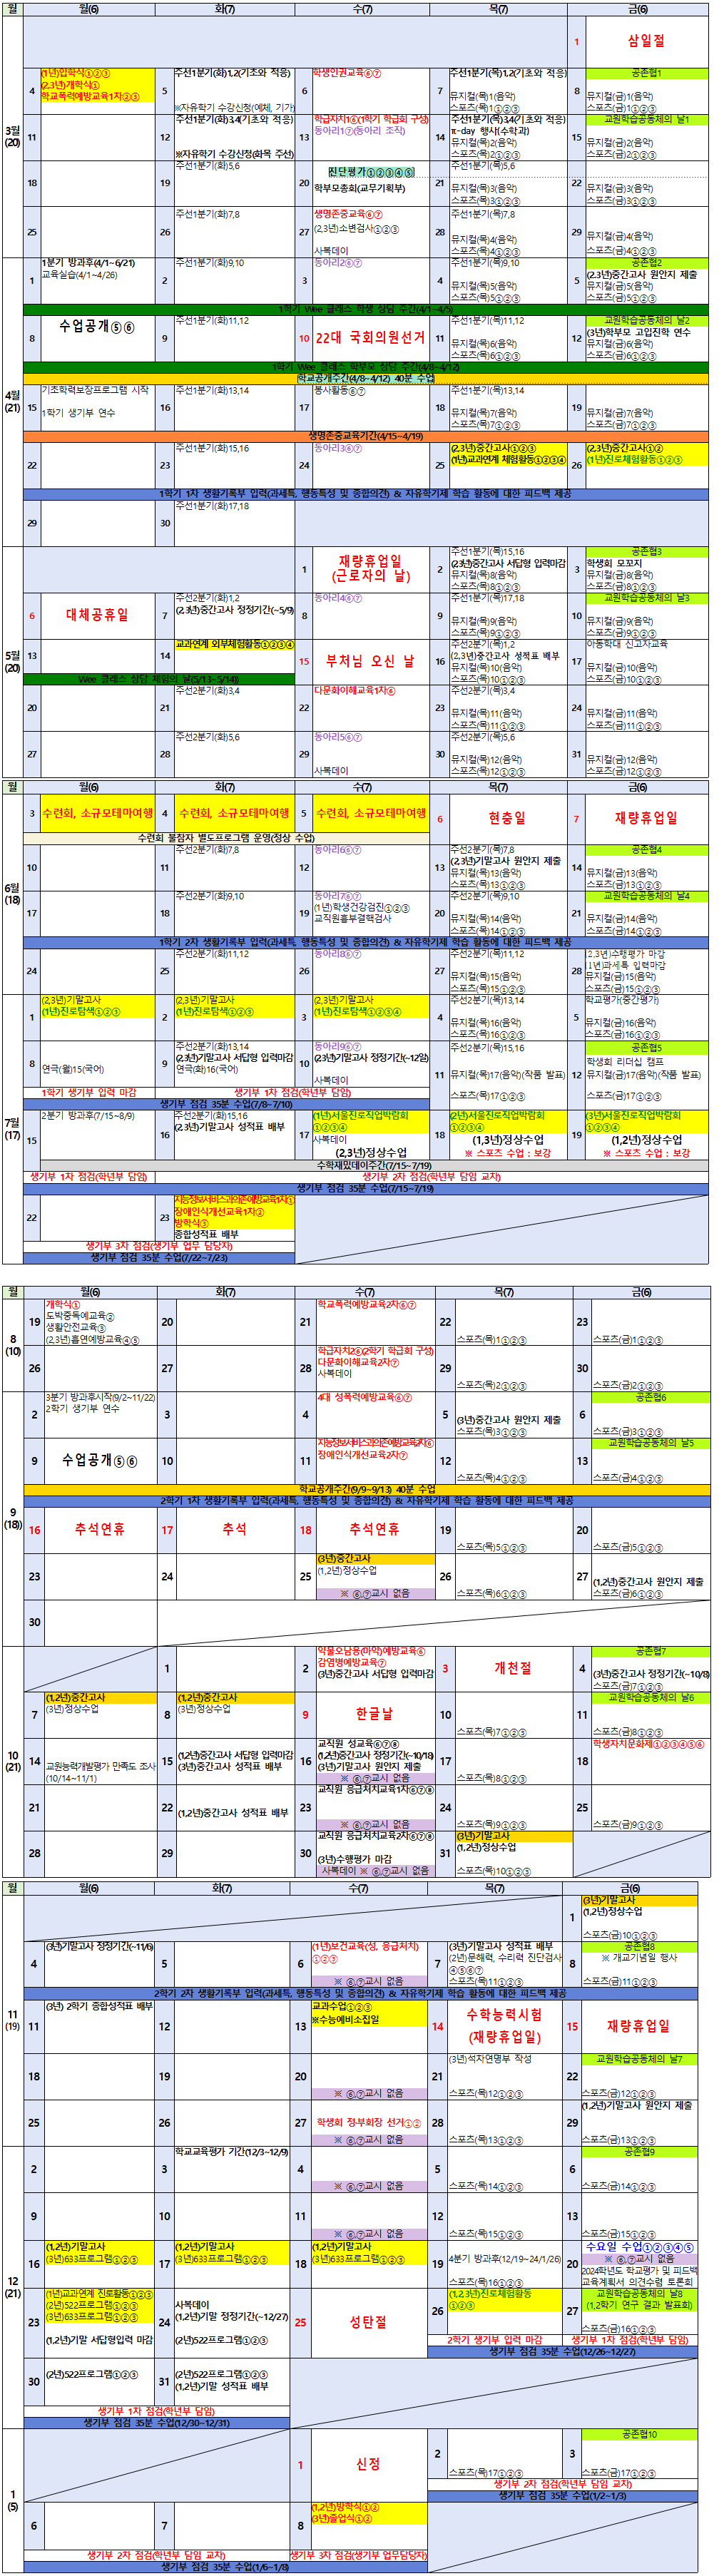 월 월(6) 화(7) 수(7) 목(7) 금(6)
3월
(20)
1 삼일절
4 (1년)입학식①②③
(2,3년)개학식①
학교폭력예방교육1차②③
5 주선1분기(화)1,2(기초와 적응)
※자유학기 수강신청(예체, 기가)
6 학생인권교육⑥⑦
7 주선1분기(목)1,2(기초와 적응)
뮤지컬(목)1(음악)
스포츠(목)1①②③
8 공존협1
뮤지컬(금)1(음악)
스포츠(금)1①②③
11
12 주선1분기(화)3,4(기초와 적응)
※자유학기 수강신청(화목 주선)
13 학급자치1⑥(1학기 학급회 구성)
동아리1⑦(동아리 조직)
14 주선1분기(목)3,4(기초와 적응)
π-day 행사(수학과)
뮤지컬(목)2(음악)
스포츠(목)2①②③
15 교원학습공동체의 날1
뮤지컬(금)2(음악)
스포츠(금)2①②③
18
19 주선1분기(화)5,6
20 진단평가①②③④⑤
학부모총회(교무기획부)
21 주선1분기(목)5,6
뮤지컬(목)3(음악)
스포츠(목)3①②③
22 뮤지컬(금)3(음악)
스포츠(금)3①②③
25
26 주선1분기(화)7,8
27 생명존중교육⑥⑦
(2,3년)소변검사①②③
사복데이
28 주선1분기(목)7,8
뮤지컬(목)4(음악)
스포츠(목)4①②③
29 뮤지컬(금)4(음악)
스포츠(금)4①②③
4월
(21)
1 1분기 방과후(4/1~6/21)
교육실습(4/1~4/26)
2 주선1분기(화)9,10
3 동아리2⑥⑦
4 주선1분기(목)9,10
뮤지컬(목)5(음악)
스포츠(목)5①②③
5 공존협2
(2,3년)중간고사 원안지 제출
뮤지컬(금)5(음악)
스포츠(금)5①②③
1학기 Wee 클래스 학생 상담 주간(4/1~4/5)
8 수업공개⑤⑥
9 주선1분기(화)11,12
10 22대 국회의원선거
11 주선1분기(목)11,12
뮤지컬(목)6(음악)
스포츠(목)6①②③
12 교원학습공동체의 날2
(3년)학부모 고입진학 연수
뮤지컬(금)6(음악)
스포츠(금)6①②③
1학기 Wee 클래스 학부모 상담 주간(4/8~4/12)
학교공개주간(4/8~4/12) 40분 수업
15 기초학력보장프로그램 시작
1학기 생기부 연수
16 주선1분기(화)13,14
17 봉사활동⑥⑦
18 주선1분기(목)13,14
뮤지컬(목)7(음악)
스포츠(목)7①②③
19 뮤지컬(금)7(음악)
스포츠(금)7①②③
생명존중교육기간(4/15~4/19)
22
23 주선1분기(화)15,16
24 동아리3⑥⑦
25 (2,3년)중간고사①②③
(1년)교과연계 체험활동①②③④
26 (2,3년)중간고사①②
(1년)진로체험활동①②③
1학기 1차 생활기록부 입력(과세특, 행동특성 및 종합의견) & 자유학기제 학습 활동에 대한 피드백 제공
29
30 주선1분기(화)17,18
5월
(20)
1 재량휴업일
(근로자의 날)
2 주선1분기(목)15,16
(2,3년)중간고사 서답형 입력마감
뮤지컬(목)8(음악)
스포츠(목)8①②③
3 공존협3
학생회 모꼬지
뮤지컬(금)8(음악)
스포츠(금)8①②③
6 대체공휴일
7 주선2분기(화)1,2
(2,3년)중간고사 정정기간(~5/9)
8 동아리4⑥⑦
9 주선1분기(목)17,18
뮤지컬(목)9(음악)
스포츠(목)9①②③
10 교원학습공동체의 날3
뮤지컬(금)9(음악)
스포츠(금)9①②③
13
14 교과연계 외부체험활동①②③④
15 부처님 오신 날
16 주선2분기(목)1,2
(2,3년)중간고사 성적표 배부
뮤지컬(목)10(음악)
스포츠(목)10①②③
17 아동학대 신고자교육
뮤지컬(금)10(음악)
스포츠(금)10①②③
Wee 클래스 상담 체험의 날(5/13~5/14))
20
21 주선2분기(화)3,4
22 다문화이해교육1차⑥
23 주선2분기(목)3,4
뮤지컬(목)11(음악)
스포츠(목)11①②③
24 뮤지컬(금)11(음악)
스포츠(금)11①②③
27
28 주선2분기(화)5,6
29 동아리5⑥⑦
사복데이
30 주선2분기(목)5,6
뮤지컬(목)12(음악)
스포츠(목)12①②③
31 뮤지컬(금)12(음악)
스포츠(금)12①②③
월 월(6) 화(7) 수(7) 목(7) 금(6)
6월
(18)
3 수련회, 소규모테마여행
4 수련회, 소규모테마여행
5 수련회, 소규모테마여행
6 현충일
7 재량휴업일
수련회 불참자 별도프로그램 운영(정상 수업)
10
11 주선2분기(화)7,8
12 동아리6⑥⑦
13 주선2분기(목)7,8
(2,3년)기말고사 원안지 제출
뮤지컬(목)13(음악)
스포츠(목)13①②③
14 공존협4
뮤지컬(금)13(음악)
스포츠(금)13①②③
17
18 주선2분기(화)9,10
19 동아리7⑥⑦
(1년)학생건강검진①②③
교직원흉부결핵검사
20 주선2분기(목)9,10
뮤지컬(목)14(음악)
스포츠(목)14①②③
21 교원학습공동체의 날4
뮤지컬(금)14(음악)
스포츠(금)14①②③
1학기 2차 생활기록부 입력(과세특, 행동특성 및 종합의견) & 자유학기제 학습 활동에 대한 피드백 제공
24
25 주선2분기(화)11,12
26 동아리8⑥⑦
27 주선2분기(목)11,12
뮤지컬(목)15(음악)
스포츠(목)15①②③
28 (2,3년)수행평가 마감
(1년)과세특 입력마감
뮤지컬(금)15(음악)
스포츠(금)15①②③
7월
(17)
1 (2,3년)기말고사
(1년)진로탐색①②③
2 (2,3년)기말고사
(1년)진로탐색①②③
3 (2,3년)기말고사
(1년)진로탐색①②③④
4 주선2분기(목)13,14
뮤지컬(목)16(음악)
스포츠(목)16①②③
5 학교평가(중간평가)
뮤지컬(금)16(음악)
스포츠(금)16①②③
8 연극(월)15(국어)
9 주선2분기(화)13,14
(2,3년)기말고사 서답형 입력마감
연극(화)16(국어)
10 동아리9⑥⑦
(2,3년)기말고사 정정기간(~12일)
사복데이
11 주선2분기(목)15,16
뮤지컬(목)17(음악)(작품 발표)
스포츠(목)17①②③
12 공존협5
학생회 리더십 캠프
뮤지컬(금)17(음악)(작품 발표)
스포츠(금)17①②③
1학기 생기부 입력 마감 생기부 1차 점검(학년부 담임)
생기부 점검 35분 수업(7/8~7/10)
15 2분기 방과후(7/15~8/9)
16 주선2분기(화)15,16
(2,3년)기말고사 성적표 배부
17 (1년)서울진로직업박람회
①②③④
사복데이
(2,3년)정상수업
18 (2년)서울진로직업박람회
①②③④
(1,3년)정상수업
※ 스포츠 수업 : 보강
19 (3년)서울진로직업박람회
①②③④
(1,2년)정상수업
※ 스포츠 수업 : 보강
수학재밌데이주간(7/15~7/19)
생기부 1차 점검(학년부 담임) 생기부 2차 점검(학년부 담임 교차)
생기부 점검 35분 수업(7/15~7/19)
22
23 지능정보서비스과의존예방교육1차①
장애인식개선교육1차②
방학식③
종합성적표 배부
생기부 3차 점검(생기부 업무 담당자)
생기부 점검 35분 수업(7/22~7/23)
월 월(6) 화(7) 수(7) 목(7) 금(6)
8
(10)
19 개학식①
도박중독예교육②
생활안전교육③
(2,3년)흡연예방교육④⑤
20
21 학교폭력예방교육2차⑥⑦
22 스포츠(목)1①②③
23 스포츠(금)1①②③
26
27
28 학급자치2⑥(2학기 학급회 구성)
다문화이해교육2차⑦
사복데이
29 스포츠(목)2①②③
30 스포츠(금)2①②③
9
(18))
2 3분기 방과후시작(9/2~11/22)
2학기 생기부 연수
3
4 4대 성폭력예방교육⑥⑦
5 (3년)중간고사 원안지 제출
스포츠(목)3①②③
6 공존협6
스포츠(금)3①②③
9 수업공개⑤⑥
10
11 지능정보서비스과의존예방교육2차⑥
장애인식개선교육2차⑦
12 스포츠(목)4①②③
13 교원학습공동체의 날5
스포츠(금)4①②③
학교공개주간(9/9~9/13) 40분 수업
2학기 1차 생활기록부 입력(과세특, 행동특성 및 종합의견) & 자유학기제 학습 활동에 대한 피드백 제공
16 추석연휴
17 추석
18 추석연휴
19 스포츠(목)5①②③
20 스포츠(금)5①②③
23
24
25 (3년)중간고사
(1,2년)정상수업
※ ⑥,⑦교시 없음
26 스포츠(목)6①②③
27 (1,2년)중간고사 원안지 제출
스포츠(금)6①②③
30
10
(21)
1
2 약물오남용(마약)예방교육⑥
감염병예방교육⑦
(3년)중간고사 서답형 입력마감
3 개천절
4 공존협7
(3년)중간고사 정정기간(~10/8)
스포츠(금)7①②③
7 (1,2년)중간고사
(3년)정상수업
8 (1,2년)중간고사
(3년)정상수업
9 한글날
10 스포츠(목)7①②③
11 교원학습공동체의 날6
스포츠(금)8①②③
14 교원능력개발평가 만족도 조사
(10/14~11/1)
15 (1,2년)중간고사 서답형 입력마감
(3년)중간고사 성적표 배부
16 교직원 성교육⑥⑦⑧
(1,2년)중간고사 정정기간(~10/18)
(3년)기말고사 원안지 제출
※ ⑥,⑦교시 없음
17 스포츠(목)8①②③
18 학생자치문화제①②③④⑤⑥
21
22 (1,2년)중간고사 성적표 배부
23 교직원 응급처치교육1차⑥⑦⑧
※ ⑥,⑦교시 없음
24 스포츠(목)9①②③
25 스포츠(금)9①②③
28
29
30 교직원 응급처치교육2차⑥⑦⑧
(3년)수행평가 마감
사복데이 ※ ⑥,⑦교시 없음
31 (3년)기말고사
(1,2년)정상수업
스포츠(목)10①②③
월 월(6) 화(7) 수(7) 목(7) 금(6)
11
(19)
1 (3년)기말고사
(1,2년)정상수업
스포츠(금)10①②③
4 (3년)기말고사 정정기간(~11/6)
5
6 (1년)보건교육(성, 응급처치)
①②③
※ ⑥,⑦교시 없음
7 (3년)기말고사 성적표 배부
(2년)문해력, 수리력 진단검사
④⑤⑥⑦
스포츠(목)11①②③
8 공존협8
※ 개교기념일 행사
스포츠(금)11①②③
2학기 2차 생활기록부 입력(과세특, 행동특성 및 종합의견) & 자유학기제 학습 활동에 대한 피드백 제공
11 (3년) 2학기 종합성적표 배부
12
13 교과수업①②③
※수능예비소집일
14 수학능력시험
(재량휴업일)
15 재량휴업일
18
19
20 ※ ⑥,⑦교시 없음
21 (3년)석차연명부 작성
스포츠(목)12①②③
22 교원학습공동체의 날7
스포츠(금)12①②③
25
26
27 학생회 정·부회장 선거①②
※ ⑥,⑦교시 없음
28 스포츠(목)13①②③
29 (1,2년)기말고사 원안지 제출
스포츠(금)13①②③
12
(21)
2
3 학교교육평가 기간(12/3~12/9)
4 ※ ⑥,⑦교시 없음
5 스포츠(목)14①②③
6 공존협9
스포츠(금)14①②③
9
10
11 ※ ⑥,⑦교시 없음
12 스포츠(목)15①②③
13 스포츠(금)15①②③
16 (1,2년)기말고사
(3년)633프로그램①②③
17 (1,2년)기말고사
(3년)633프로그램①②③
18 (1,2년)기말고사
(3년)633프로그램①②③
19 4분기 방과후(12/19~24/1/26)
스포츠(목)16①②③
20 수요일 수업①②③④⑤
※ ⑥,⑦교시 없음
2024학년도 학교평가 및 피드백
교육계획서 의견수렴 토론회
23 (1년)교과연계 진로활동①②③
(2년)522프로그램①②③
(3년)633프로그램①②③
(1,2년)기말 서답형입력 마감
24 사복데이
(1,2년)기말 정정기간(~12/27)
(2년)522프로그램①②③
25 성탄절
26 (1,2,3년)진로체험활동
①②③
27 교원학습공동체의 날8
(1,2학기 연구 결과 발표회)
스포츠(금)16①②③
2학기 생기부 입력 마감 생기부 1차 점검(학년부 담임)
생기부 점검 35분 수업(12/26~12/27)
30 (2년)522프로그램①②③
31 (2년)522프로그램①②③
(1,2년)기말 성적표 배부
생기부 1차 점검(학년부 담임)
생기부 점검 35분 수업(12/30~12/31)
1
(5)
1 신정
2 스포츠(목)17①②③
3 공존협10
스포츠(금)17①②③
생기부 2차 점검(학년부 담임 교차)
생기부 점검 35분 수업(1/2~1/3)
6
7
8 (1,2년)방학식①②
(3년)졸업식①②
생기부 2차 점검(학년부 담임 교차) 생기부 3차 점검(생기부 업무담당자)
생기부 점검 35분 수업(1/6~1/8)